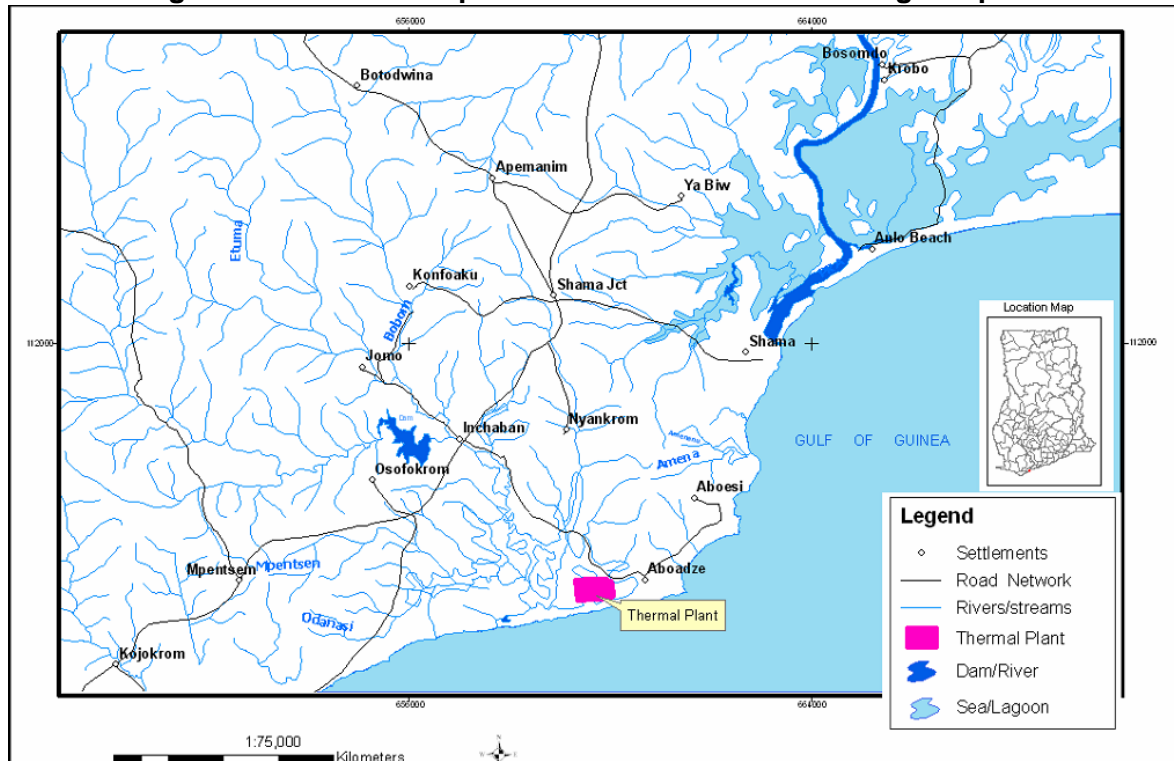 656000
664000
Bosomdo
Krobo
Botodwina
Apemanim
Ya Biw
Etuma
Anlo Beach
Konfoaku
Shama Jct
Bobom
Location Map
112000
Shama
112000
Jomo
Dam
Nyankrom
Inchaban
GULF OF GUINEA
Amena
Osofokrom
Aboesi
Legend
Settlements
Road Network
Rivers/streams
Thermal Plant
Dam/River
Sea/Lagoon
Mpentsem
Mpentsen
Aboadze
Thermal Plant
Odanasi
Kojokrom
656000
664000
1:75,000
Kilometers
N
W
E